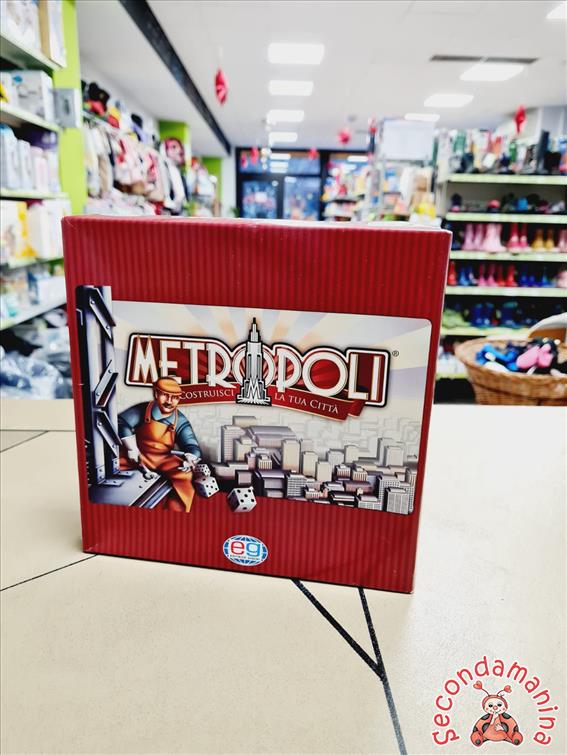 METROPOLI®
COSTRUISCI LA TUA CITTÀ
M
eg
Secondamanina